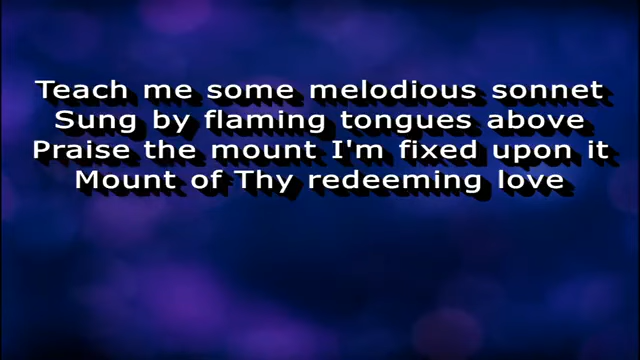 Teach me some melodious sonnet
Sung by flaming tongues above
Praise the mount I'm fixed upon it
Mount of Thy redeeming love